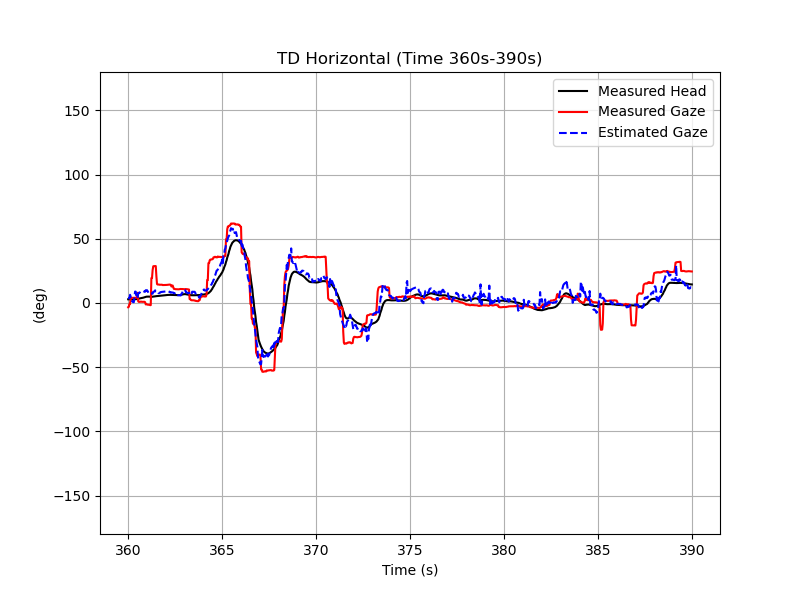 TD Horizontal (Time 360s-390s)
Measured Head
Measured Gaze
Estimated Gaze
150
100
50
0
−50
−100
−150
(deg)
360 365 370 375 380 385 390
Time (s)